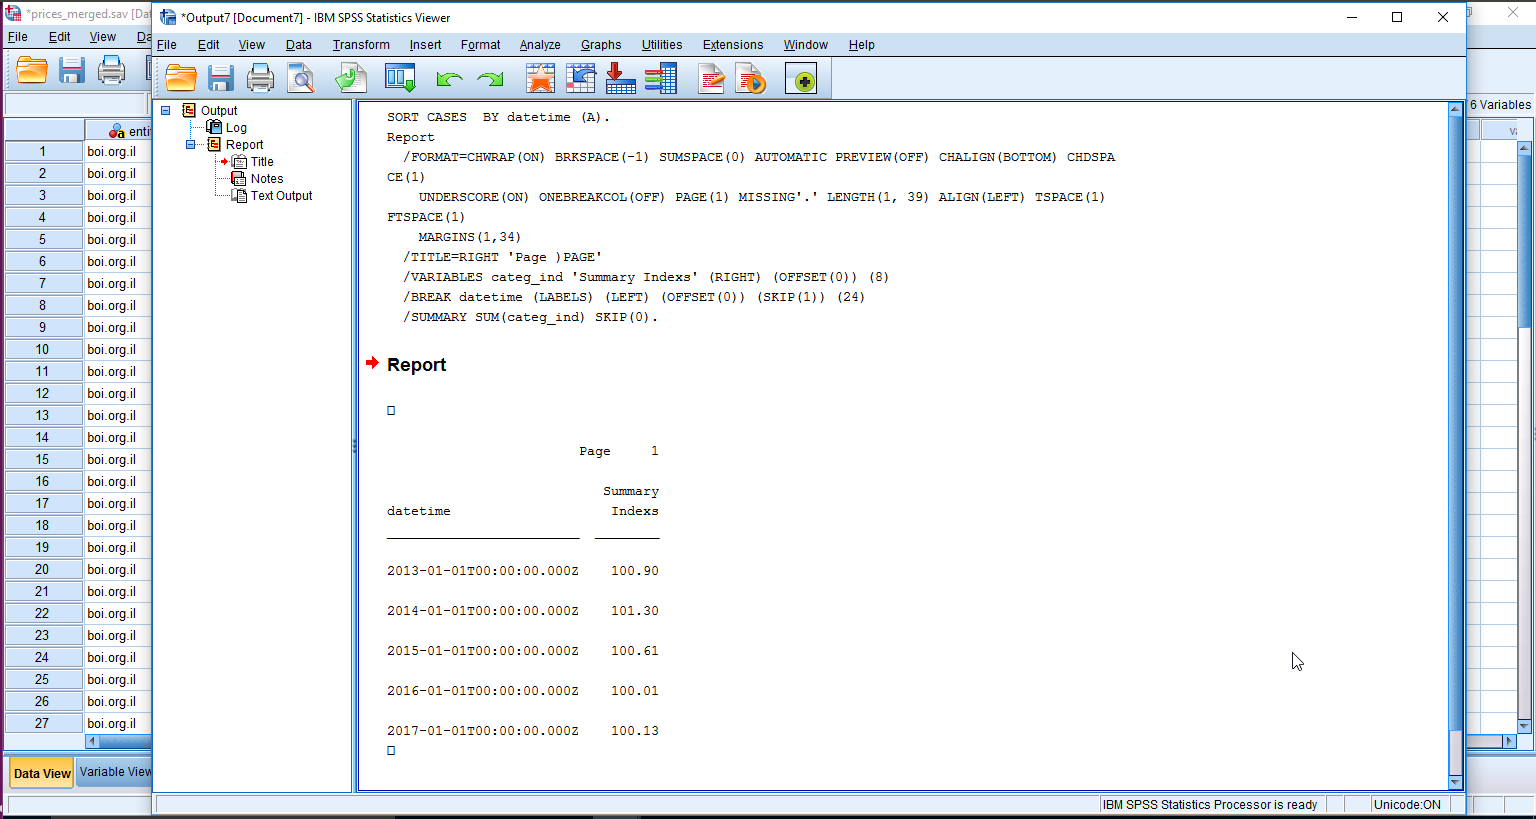 *prices_merged.sav [Dat
*Output7 [Document7] - IBM SPSS Statistics Viewer
File Edit View Da
File Edit View Data Transform Insert Format Analyze Graphs Utilities Extensions Window Help
6 Variables
Output
Log
Report
Title
Notes
Text Output
enti
1 boi.org.il
2 boi.org.il
3 boi.org.il
4 boi.org.il
5 boi.org.il
6 boi.org.il
7 boi.org.il
8 boi.org.il
9 boi.org.il
10 boi.org.il
11 boi.org.il
12 boi.org.il
13 boi.org.il
14 boi.org.il
15 boi.org.il
16 boi.org.il
17 boi.org.il
18 boi.org.il
19 boi.org.il
20 boi.org.il
21 boi.org.il
22 boi.org.il
23 boi.org.il
24 boi.org.il
25 boi.org.il
26 boi.org.il
27 boi.org.il
SORT CASES  BY datetime (A).
Report
/FORMAT=CHWRAP(ON) BRKSPACE(-1) SUMSPACE(0) AUTOMATIC PREVIEW(OFF) CHALIGN(BOTTOM) CHDSPA
CE(1)
UNDERSCORE(ON) ONEBREAKCOL(OFF) PAGE(1) MISSING'.' LENGTH(1, 39) ALIGN(LEFT) TSPACE(1)
FTSPACE(1)
MARGINS(1,34)
/TITLE=RIGHT 'Page )PAGE'
/VARIABLES categ_ind 'Summary Indexs' (RIGHT) (OFFSET(0)) (8)
/BREAK datetime (LABELS) (LEFT) (OFFSET(0)) (SKIP(1)) (24)
/SUMMARY SUM(categ_ind) SKIP(0).
Report
Page 1
Summary
datetime Indexs
2013-01-01T00:00:00.000Z 100.90
2014-01-01T00:00:00.000Z 101.30
2015-01-01T00:00:00.000Z 100.61
2016-01-01T00:00:00.000Z 100.01
2017-01-01T00:00:00.000Z 100.13
Data View Variable View
IBM SPSS Statistics Processor is ready Unicode:ON